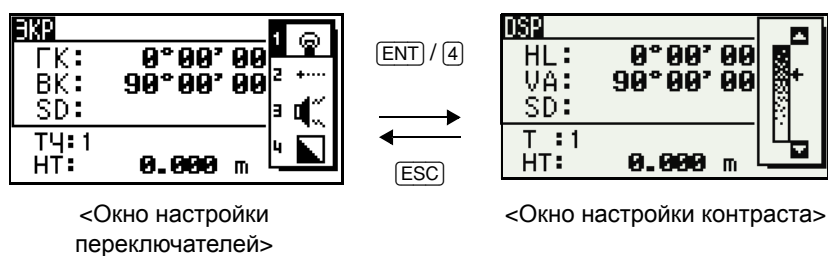 ЭКР
ГК: 0°00'00
ВК: 90°00'00
SD:
ТЧ:1
НТ: 0.000 m
1
2
3
4
ENT / 4
ESC
DSP
HL: 0°00'00
VA: 90°00'00
SD:
T :1
HT: 0.000 m
<Окно настройки
переключателей>
<Окно настройки контраста>